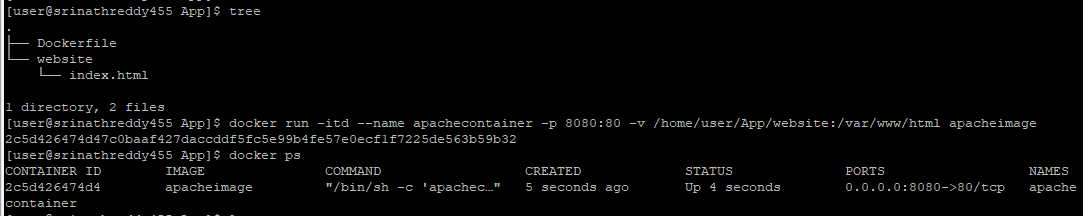 [user@srinathreddy455 App]$ tree
.
├── Dockerfile
└── website
    └── index.html
1 directory, 2 files
[user@srinathreddy455 App]$ docker run -itd --name apachecontainer -p 8080:80 -v /home/user/App/website:/var/www/html apacheimage
2c5d426474d47c0baaf427daccddf5fc5e99b4fe57e0ecf1f7225de563b59b32
[user@srinathreddy455 App]$ docker ps
CONTAINER ID        IMAGE               COMMAND                  CREATED             STATUS              PORTS                  NAMES
2c5d426474d4        apacheimage         "/bin/sh -c 'apachec…"   5 seconds ago       Up 4 seconds        0.0.0.0:8080->80/tcp   apache
container